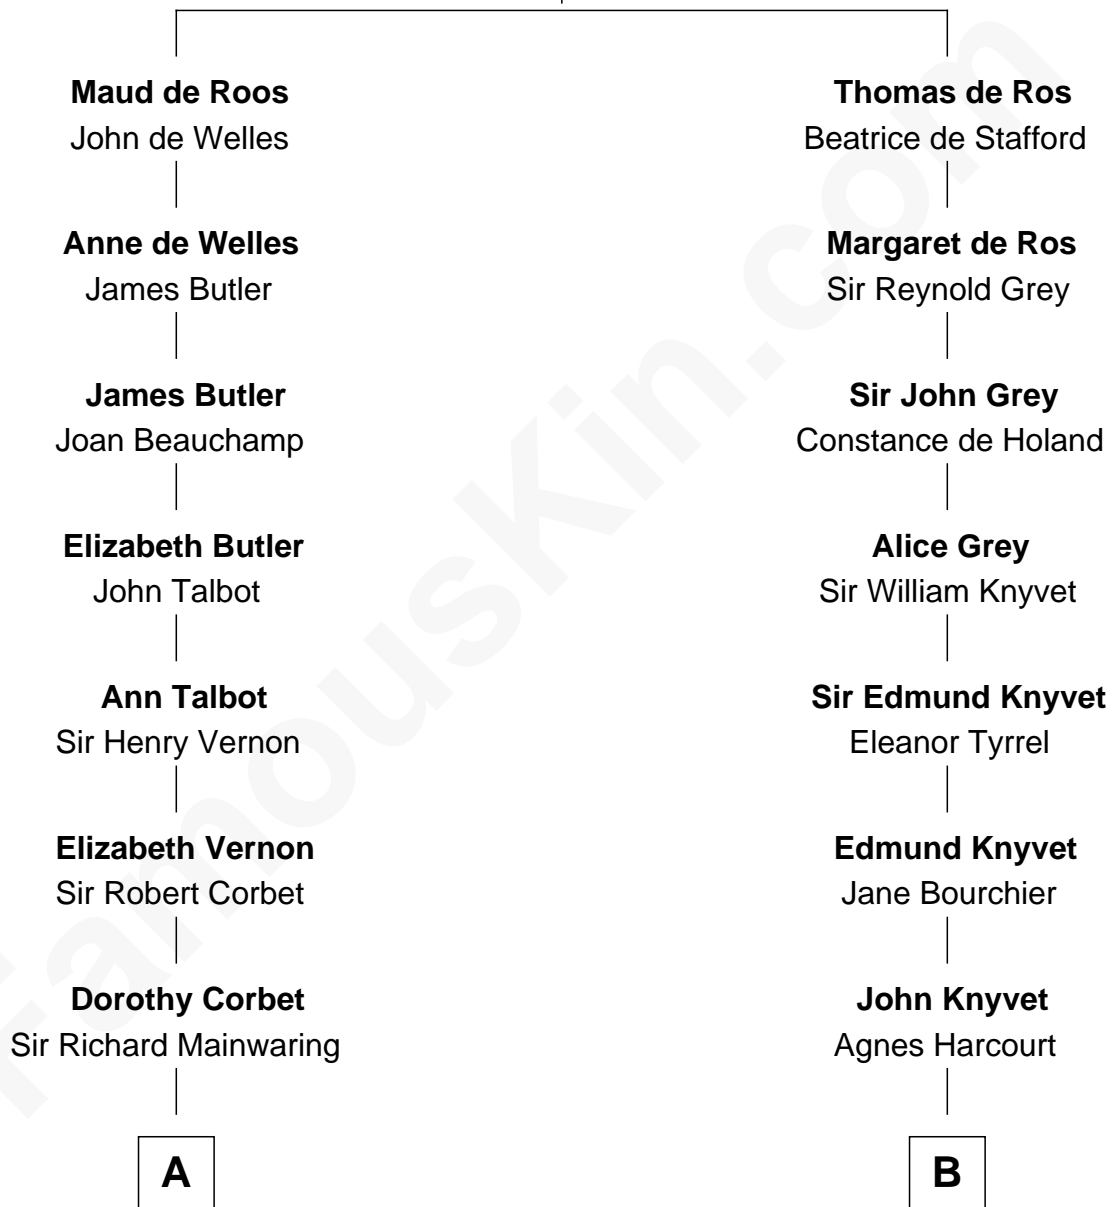 Maud de Roos
John de Welles
Thomas de Ros
Beatrice de Stafford
Anne de Welles
James Butler
Margaret de Ros
Sir Reynold Grey
James Butler
Joan Beauchamp
Sir John Grey
Constance de Holand
Elizabeth Butler
John Talbot
Alice Grey
Sir William Knyvet
Ann Talbot
Sir Henry Vernon
Sir Edmund Knyvet
Eleanor Tyrrel
Elizabeth Vernon
Sir Robert Corbet
Edmund Knyvet
Jane Bourchier
Dorothy Corbet
Sir Richard Mainwaring
John Knyvet
Agnes Harcourt
A
B
FamousKin.com